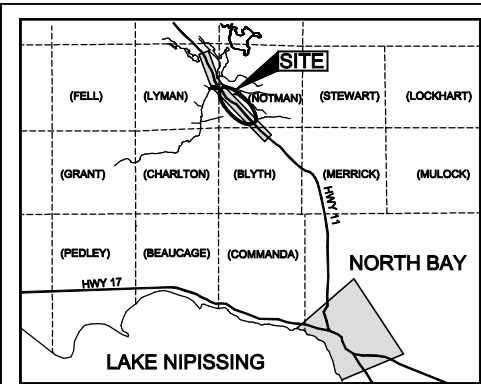 SITE
(FELL) (LYMAN) (NOTMAN) (STEWART) (LOCKHART)
(GRANT) (CHARLTON) (BLYTH) (MERRICK) (MULOCK)
HWY 11
(PEDLEY) (BEAUCAGE) (COMMANDA)
NORTH BAY
HWY 17
LAKE NIPISSING